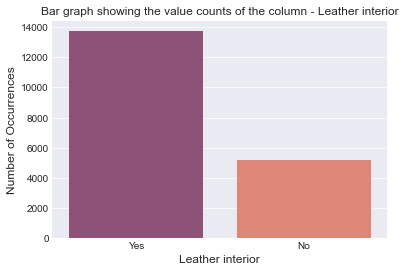 Bar graph showing the value counts of the column - Leather interior
14000
12000
10000
8000
6000
4000
2000
0
Number of Occurrences
Yes
No
Leather interior